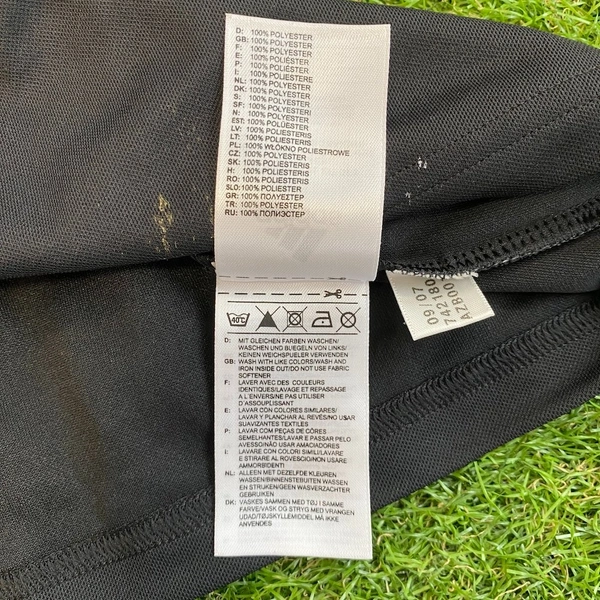 D: 100% POLYESTER
GB: 100% POLYESTER
F: 100% POLYESTER
E: 100% POLIÉSTER
P: 100% POLIÉSTER
I: 100% POLIESTERE
NL: 100% POLYESTER
DK: 100% POLYESTER
S: 100% POLYESTER
SF: 100% POLYESTERI
N: 100% POLYESTER
EST: 100% POLÜESTER
LV: 100% POLIESTERIS
LT: 100% POLIESTERIS
PL: 100% WŁÓKNO POLIESTROWE
CZ: 100% POLYESTER
SK: 100% POLIESTERIS
H: 100% POLYESTER
RO: 100% POLIESTERIS
SLO: 100% POLYESTER
GR: 100% ΠΟΛΥΕΣΤΕΡ
TR: 100% POLYESTER
RU: 100% ПОЛИЭСТЕР
40°C
D: MIT GLEICHEN FARBEN WASCHEN/
WASCHEN UND BUEGELN VON LINKS/
KEINEN WEICHSPUELER VERWENDEN
GB: WASH WITH LIKE COLORS/WASH AND
IRON INSIDE OUT/DO NOT USE FABRIC
SOFTENER
F: LAVER AVEC DES COULEURS
IDENTIQUES/LAVAGE ET REPASSAGE
A L'ENVERS/NE PAS UTILISER
D'ASSOUPLISSANT
E: LAVAR CON COLORES SIMILARES/
LAVAR Y PLANCHAR AL REVÉS/NO USAR
SUAVIZANTES TEXTILES
P: LAVAR COM PEÇAS DE CÔRES
SEMELHANTES/LAVAR E PASSAR PELO
AVESSO/NÃO USAR AMACIADOR
I: LAVARE CON COLORI SIMILI/LAVARE
E STIRARE AL ROVESCIO/NON USARE
AMMORBIDENTI
NL: ALLEEN MET DEZELFDE KLEUREN
WASSEN/BINNENSTEBUITEN WASSEN
EN STRIJKEN/GEEN WASVERZACHTER
GEBRUIKEN
DK: VASKES SAMMEN MED TØJ I SAMME
FARVE/VASK OG STRYG MED VRANGEN
UDAD/TØJSKYLLEMIDDEL MÅ IKKE
ANVENDES
09/07
742180
AZB00